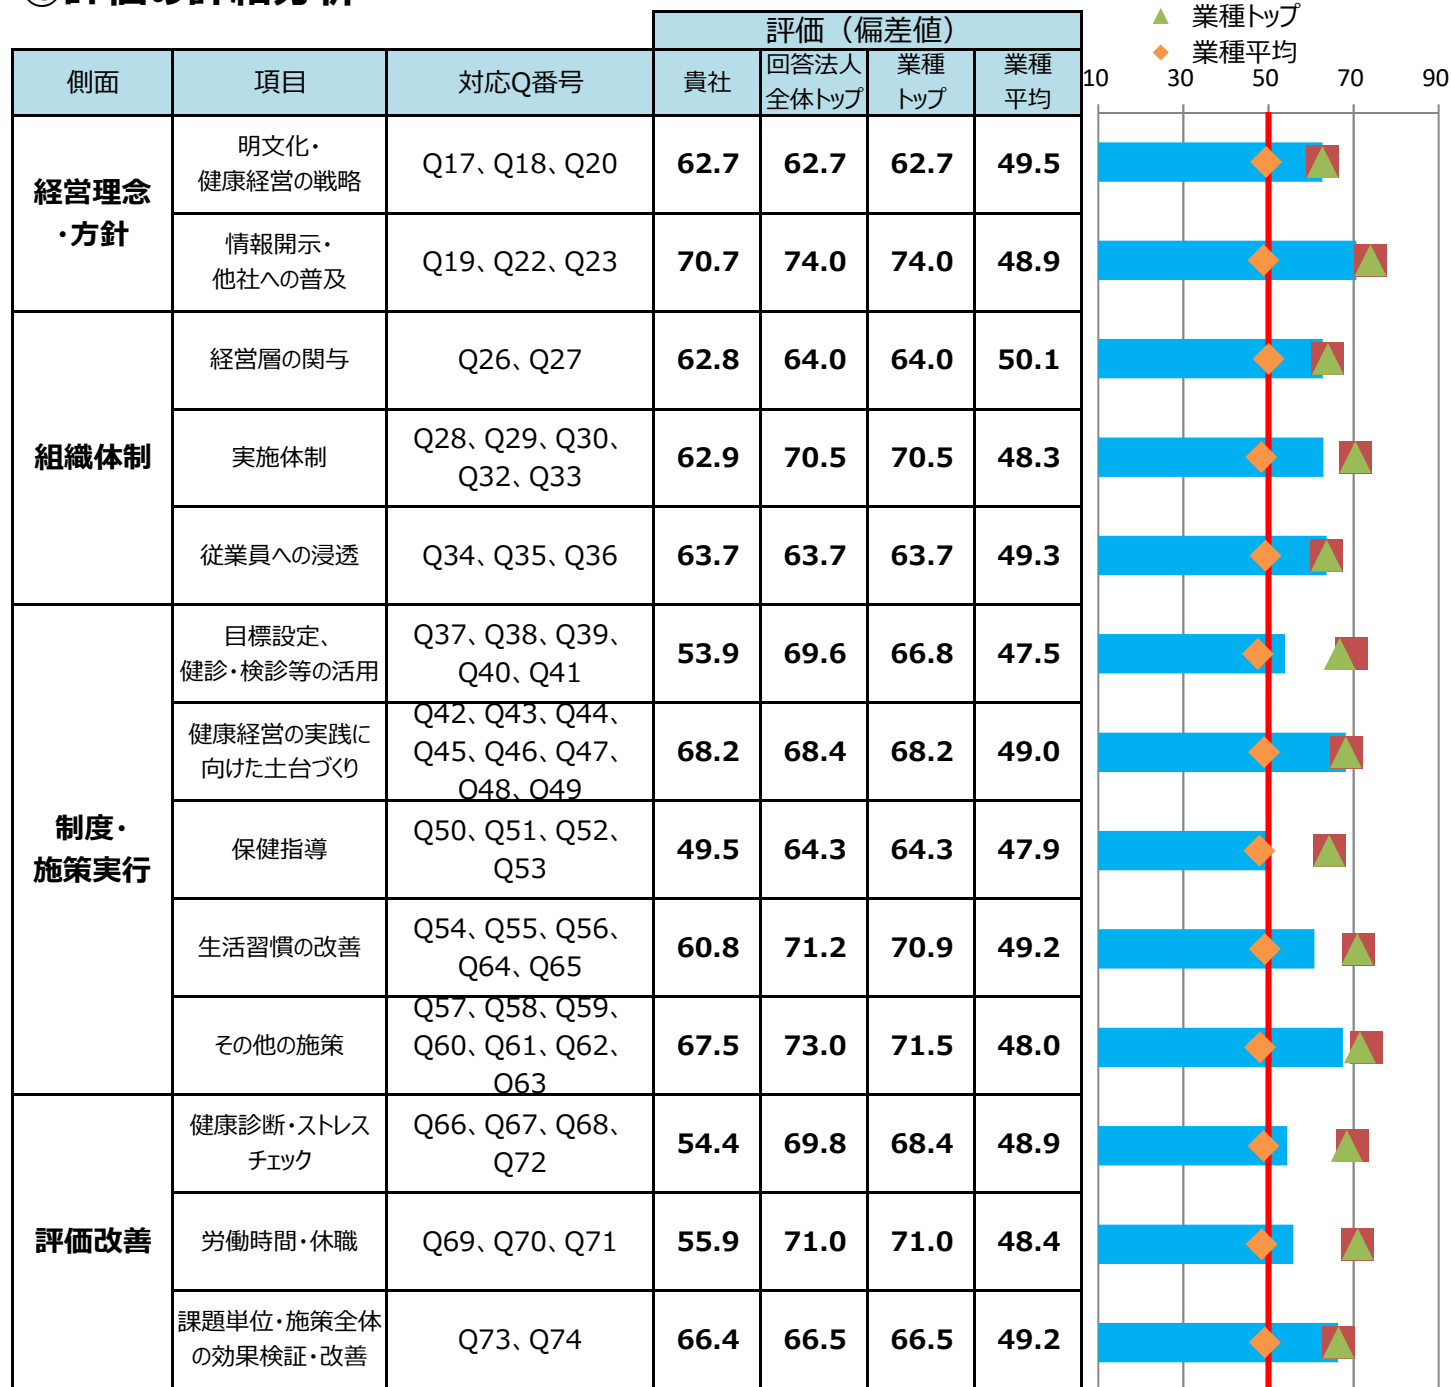 ②評価の詳細分析
▲ 業種トップ
◆ 業種平均
評価（偏差値）
側面 項目 対応Q番号 貴社 回答法人 業種 業種
全体トップ トップ 平均
10 30 50 70 90
経営理念
・方針
明文化・
健康経営の戦略
Q17、Q18、Q20 62.7 62.7 62.7 49.5
情報開示・
他社への普及
Q19、Q22、Q23 70.7 74.0 74.0 48.9
組織体制
経営層の関与 Q26、Q27 62.8 64.0 64.0 50.1
実施体制
Q28、Q29、Q30、
Q32、Q33
62.9 70.5 70.5 48.3
従業員への浸透 Q34、Q35、Q36 63.7 63.7 63.7 49.3
制度・
施策実行
目標設定、
健診・検診等の活用
Q37、Q38、Q39、
Q40、Q41
53.9 69.6 66.8 47.5
健康経営の実践に
向けた土台づくり
Q42、Q43、Q44、
Q45、Q46、Q47、
Q48、Q49
68.2 68.4 68.2 49.0
保健指導
Q50、Q51、Q52、
Q53
49.5 64.3 64.3 47.9
生活習慣の改善
Q54、Q55、Q56、
Q64、Q65
60.8 71.2 70.9 49.2
その他の施策
Q57、Q58、Q59、
Q60、Q61、Q62、
Q63
67.5 73.0 71.5 48.0
評価改善
健康診断・ストレス
チェック
Q66、Q67、Q68、
Q72
54.4 69.8 68.4 48.9
労働時間・休職 Q69、Q70、Q71 55.9 71.0 71.0 48.4
課題単位・施策全体
の効果検証・改善
Q73、Q74 66.4 66.5 66.5 49.2